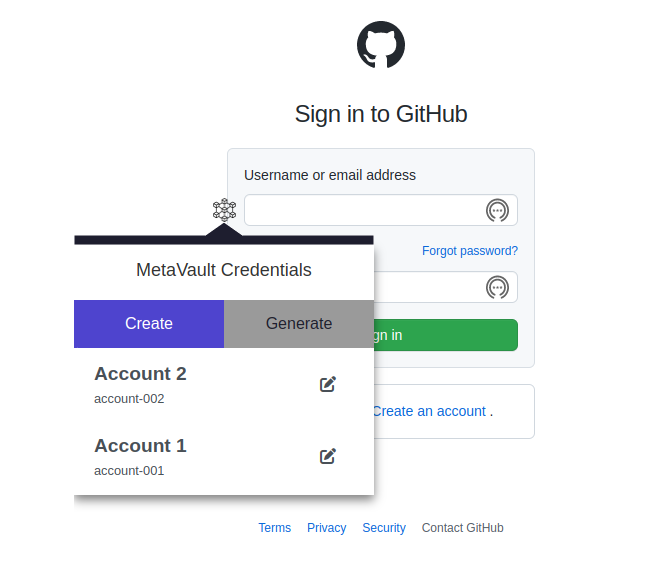 Sign in to GitHub
Username or email address
Forgot password?
gn in
Create an account .
MetaVault Credentials
Create
Generate
Account 2
account-002
Account 1
account-001
Terms
Privacy
Security
Contact GitHub